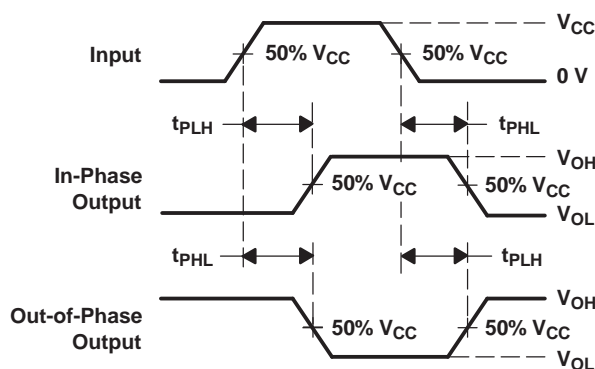 Input
50% VCC
50% VCC
VCC
0 V
tPLH
tPHL
In-Phase
Output
50% VCC
50% VCC
VOH
VOL
tPHL
tPLH
Out-of-Phase
Output
50% VCC
50% VCC
VOH
VOL